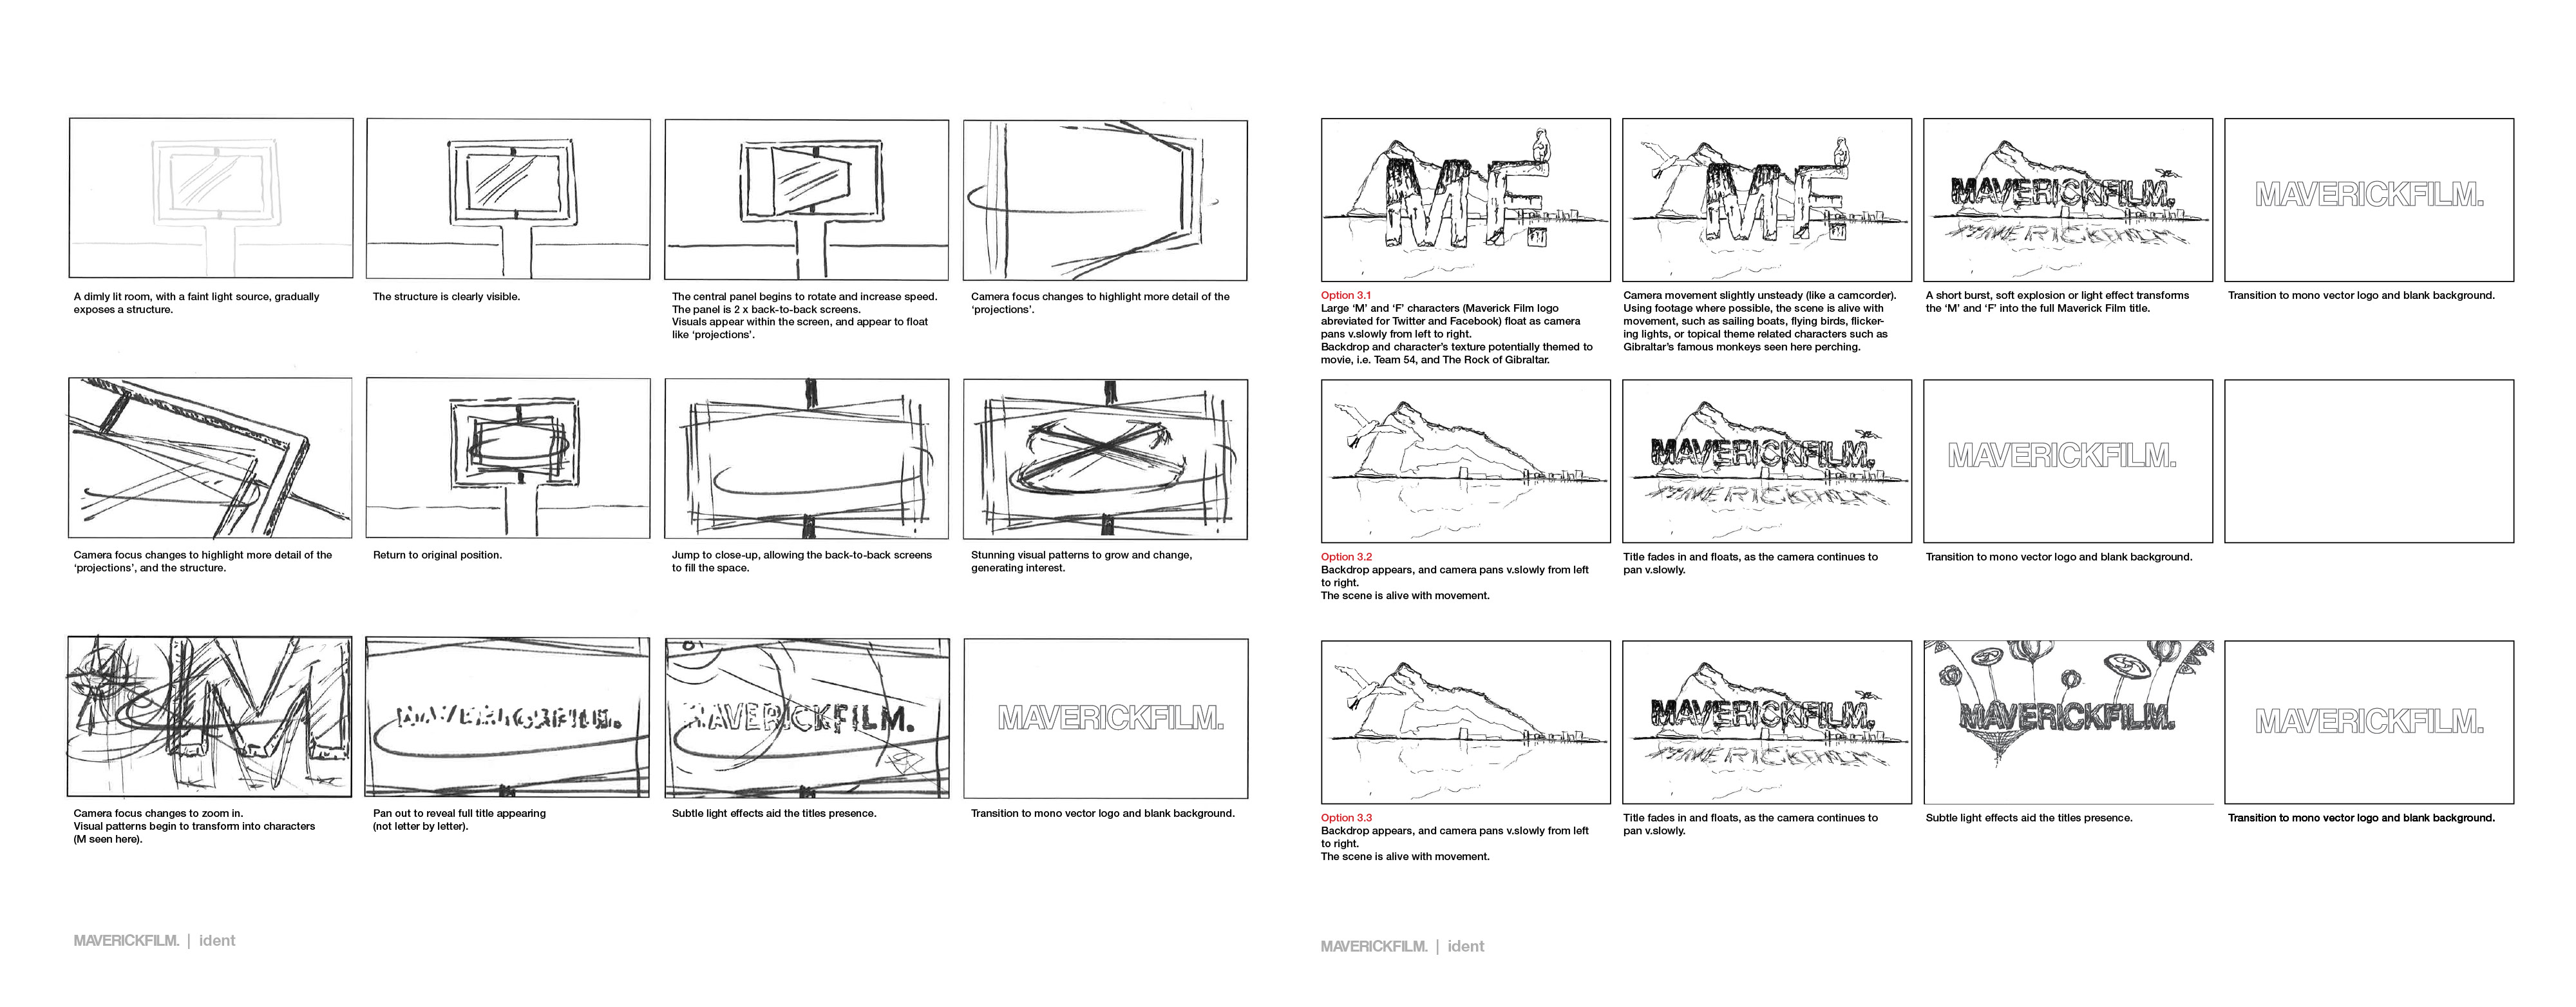 A dimly lit room, with a faint light source, gradually
exposes a structure.
The structure is clearly visible.
The central panel begins to rotate and increase speed.
The panel is 2 x back-to-back screens.
Visuals appear within the screen, and appear to float
like ‘projections’.
Camera focus changes to highlight more detail of the
‘projections’.
Camera focus changes to highlight more detail of the
‘projections’, and the structure.
Return to original position.
Jump to close-up, allowing the back-to-back screens
to fill the space.
Stunning visual patterns to grow and change,
generating interest.
M
MAVERICKFILM.
MAVERICKFILM.
MAVERICKFILM.
Camera focus changes to zoom in.
Visual patterns begin to transform into characters
(M seen here).
Pan out to reveal full title appearing
(not letter by letter).
Subtle light effects aid the titles presence.
Transition to mono vector logo and blank background.
MAVERICKFILM. | ident
MF.
MF.
MAVERICKFILM.
MAVERICKFILM.
Option 3.1
Large ‘M’ and ‘F’ characters (Maverick Film logo
abreviated for Twitter and Facebook) float as camera
pans v.slowly from left to right.
Backdrop and character’s texture potentially themed to
movie, i.e. Team 54, and The Rock of Gibraltar.
Camera movement slightly unsteady (like a camcorder).
Using footage where possible, the scene is alive with
movement, such as sailing boats, flying birds, flicker-
ing lights, or topical theme related characters such as
Gibraltar’s famous monkeys seen here perching.
A short burst, soft explosion or light effect transforms
the ‘M’ and ‘F’ into the full Maverick Film title.
Transition to mono vector logo and blank background.
MAVERICKFILM.
MAVERICKFILM.
Option 3.2
Backdrop appears, and camera pans v.slowly from left
to right.
The scene is alive with movement.
Title fades in and floats, as the camera continues to
pan v.slowly.
Transition to mono vector logo and blank background.
MAVERICKFILM.
MAVERICKFILM.
MAVERICKFILM.
Option 3.3
Backdrop appears, and camera pans v.slowly from left
to right.
The scene is alive with movement.
Title fades in and floats, as the camera continues to
pan v.slowly.
Subtle light effects aid the titles presence.
Transition to mono vector logo and blank background.
MAVERICKFILM. | ident